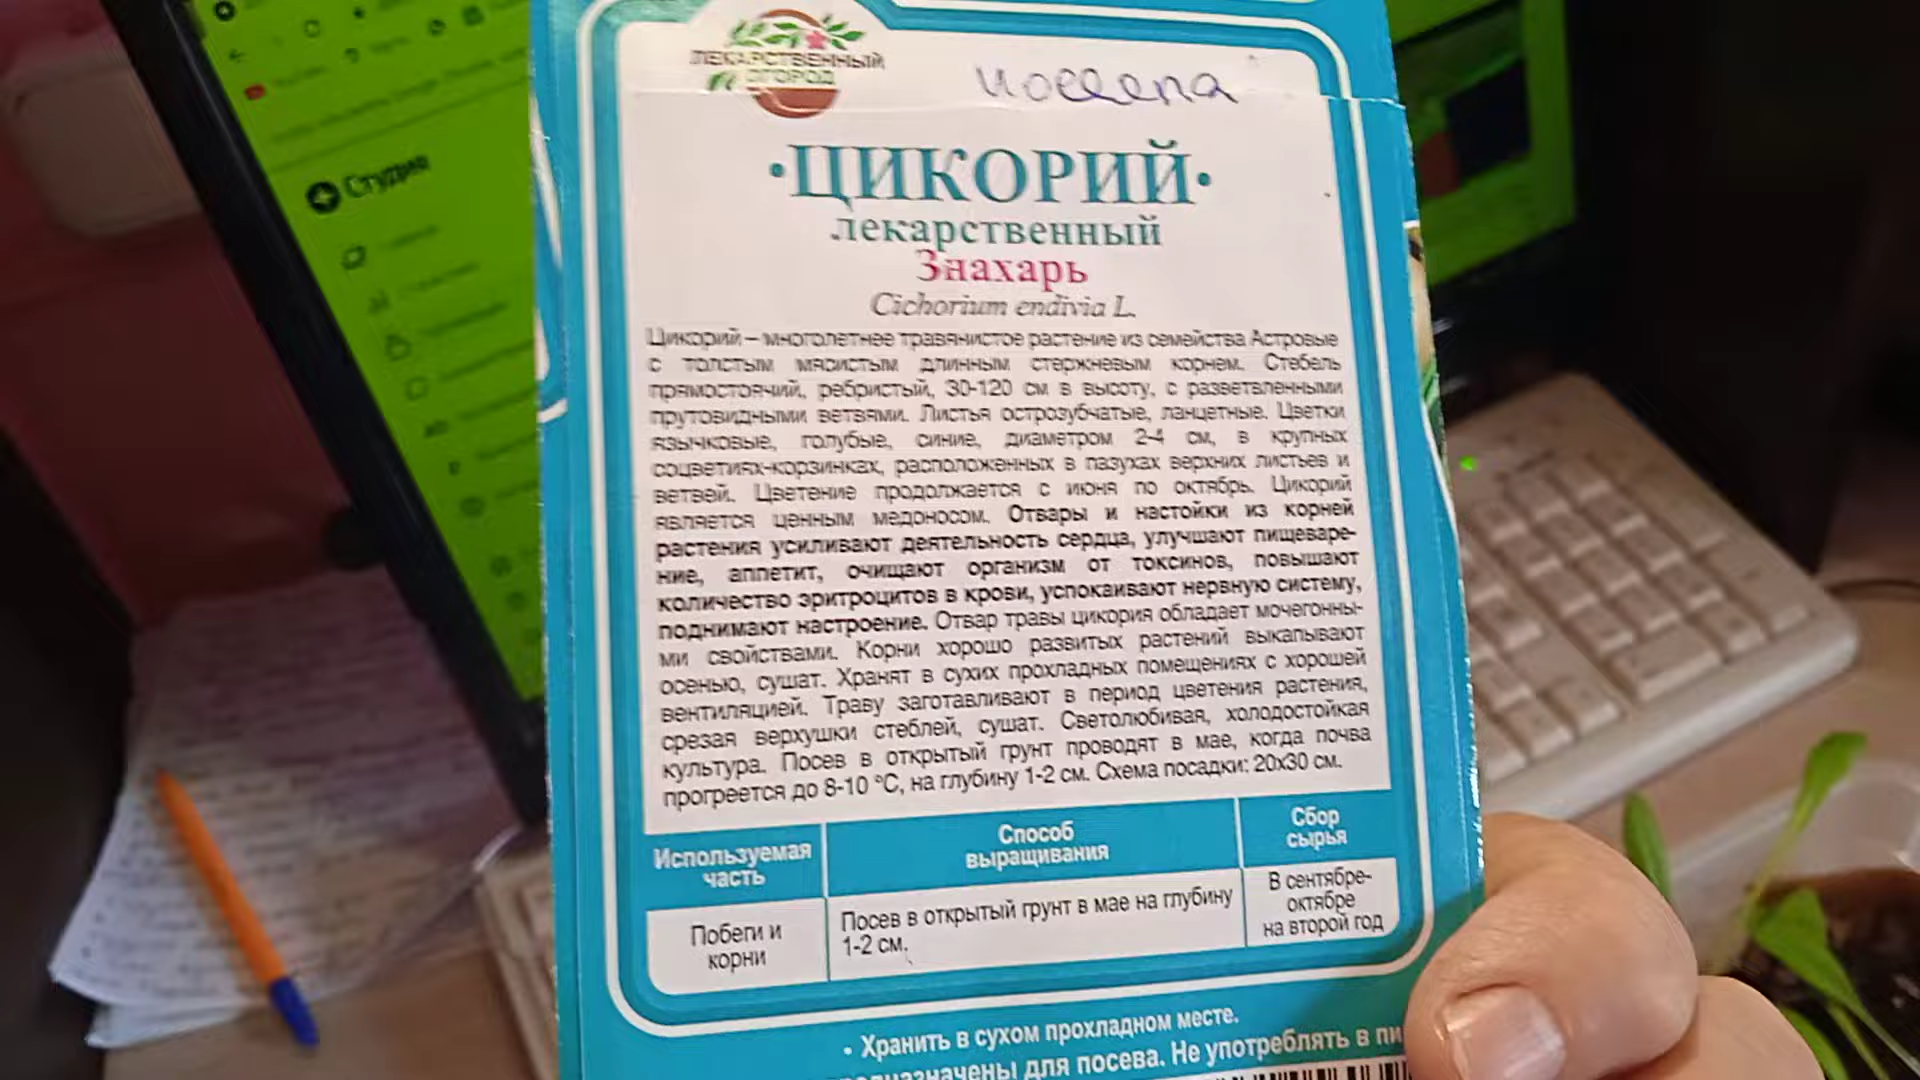 Студия
ЛЕКАРСТВЕННЫЙ
ОГОРОД
•ЦИКОРИЙ•
лекарственный
Знахарь
Cichorium endivia L.
Цикорий – многолетнее травянистое растение из семейства Астровые
с толстым мясистым длинным стержневым корнем. Стебель
прямостоячий, ребристый, 30-120 см в высоту, с разветвленными
прутовидными ветвями. Листья острозубчатые, ланцетные. Цветки
язычковые, голубые, синие, диаметром 2-4 см, в крупных
соцветиях-корзинках, расположенных в пазухах верхних листьев и
ветвей. Цветение продолжается с июня по октябрь. Цикорий
является ценным медоносом. Отвары и настойки из корней
растения усиливают деятельность сердца, улучшают пищеваре-
ние, аппетит, очищают организм от токсинов, повышают
количество эритроцитов в крови, успокаивают нервную систему,
поднимают настроение. Отвар травы цикория обладает мочегонны-
ми свойствами. Корни хорошо развитых растений выкапывают
осенью, сушат. Хранят в сухих прохладных помещениях с хорошей
вентиляцией. Траву заготавливают в период цветения растения,
срезая верхушки стеблей, сушат. Светолюбивая, холодостойкая
культура. Посев в открытый грунт проводят в мае, когда почва
прогреется до 8-10 °С, на глубину 1-2 см. Схема посадки: 20х30 см.
Используемая
часть
Способ
выращивания
Сбор
сырья
Побеги и
корни
Посев в открытый грунт в мае на глубину
1-2 см.
В сентябре-
октябре
на второй год
• Хранить в сухом прохладном месте.
для посева. Не употреблять в